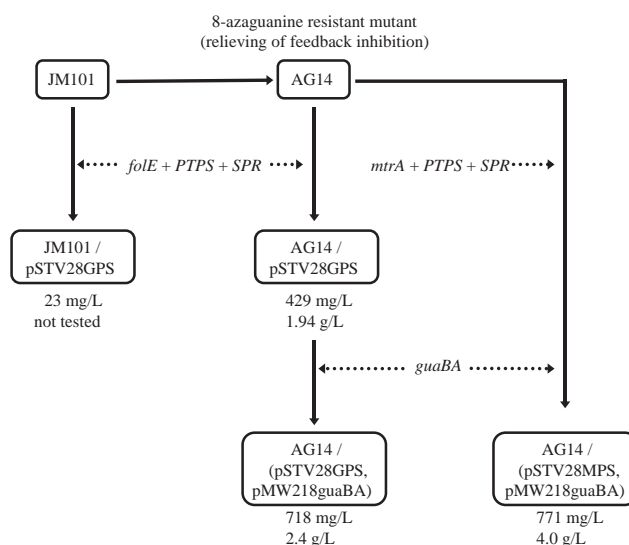 8-azaguanine resistant mutant
(relieving of feedback inhibition)
JM101
AG14
folE + PTPS + SPR
mtrA + PTPS + SPR
JM101 /
pSTV28GPS
AG14 /
pSTV28GPS
23 mg/L
not tested
429 mg/L
1.94 g/L
guaBA
AG14 /
(pSTV28GPS,
pMW218guaBA)
AG14 /
(pSTV28MPS,
pMW218guaBA)
718 mg/L
2.4 g/L
771 mg/L
4.0 g/L